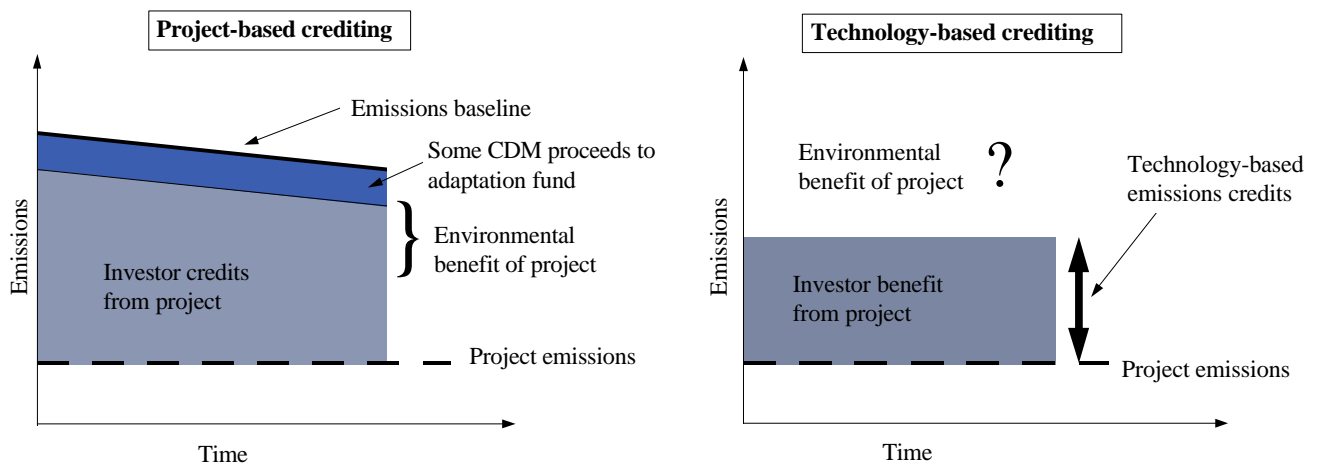 Project-based crediting
Emissions baseline
Some CDM proceeds to
adaptation fund
Environmental
benefit of project
}
Investor credits
from project
Project emissions
Emissions
Time
Technology-based crediting
Environmental
benefit of project ?
Technology-based
emissions credits
Investor benefit
from project
Project emissions
Emissions
Time